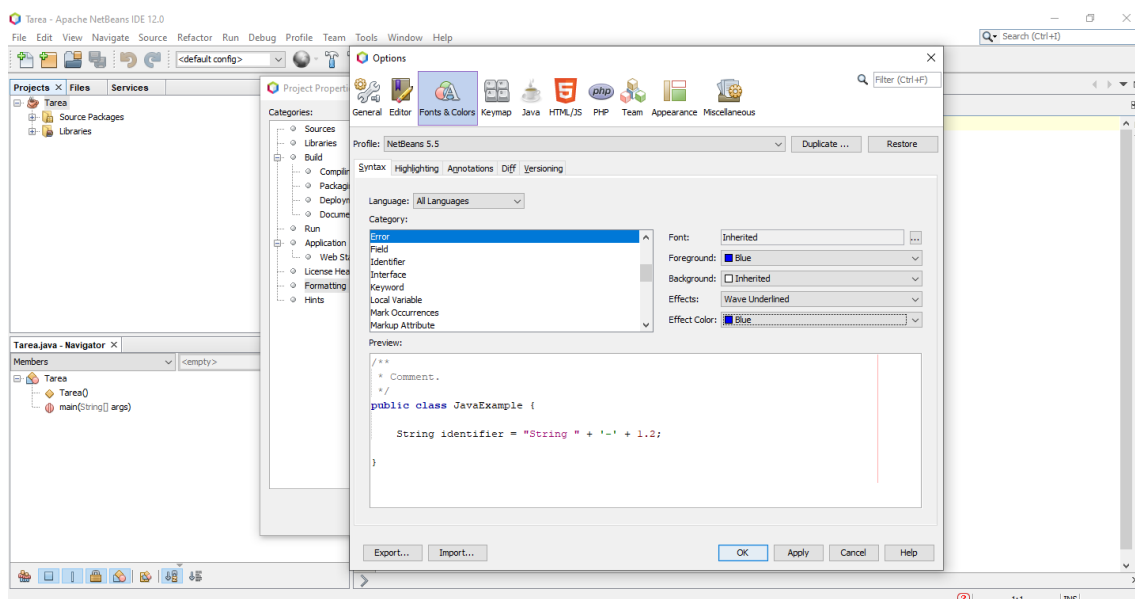 Tarea - Apache NetBeans IDE 12.0
File Edit View Navigate Source Refactor Run Debug Profile Team Tools Window Help
Search (Ctrl+I)
<default config>
Projects Files Services
Tarea
Source Packages
Libraries
Tarea.java - Navigator
Members
<empty>
Tarea
Tarea()
main(String[] args)
Project Properti
Categories:
Sources
Libraries
Build
Compilin
Packagi
Deployn
Docume
Run
Application
Web Sta
License Hea
Formatting
Hints
Options
Filter (Ctrl+F)
General Editor Fonts & Colors Keymap Java HTML/JS PHP Team Appearance Miscellaneous
Profile: NetBeans 5.5
Duplicate ...
Restore
Syntax Highlighting Annotations Diff Versioning
Language: All Languages
Category:
Error
Field
Identifier
Interface
Keyword
Local Variable
Mark Occurrences
Markup Attribute
Font: Inherited
...
Foreground: Blue
Background: Inherited
Effects: Wave Underlined
Effect Color: Blue
Preview:
/**
* Comment.
*/
public class JavaExample {
String identifier = "String " + '-' + 1.2;
}
Export... Import...
OK Apply Cancel Help